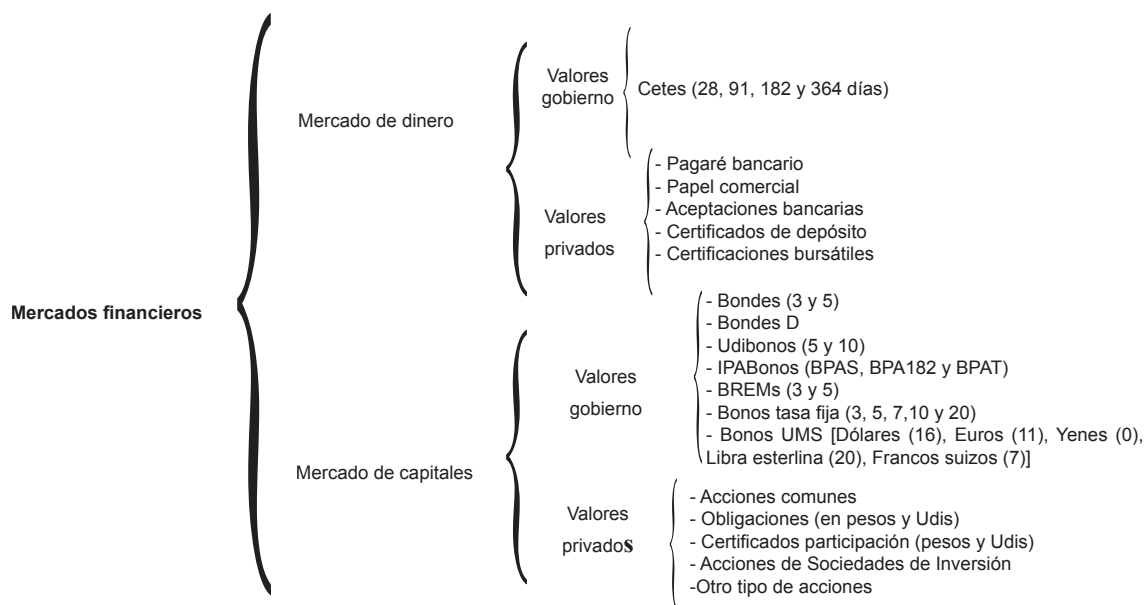 Mercados financieros
Mercado de dinero
Valores
gobierno
Cetes (28, 91, 182 y 364 días)
Valores
privados
- Pagaré bancario
- Papel comercial
- Aceptaciones bancarias
- Certificados de depósito
- Certificaciones bursátiles
Mercado de capitales
Valores
gobierno
- Bondes (3 y 5)
- Bondes D
- Udibonos (5 y 10)
- IPABonos (BPAS, BPA182 y BPAT)
- BREMs (3 y 5)
- Bonos tasa fija (3, 5, 7,10 y 20)
- Bonos UMS [Dólares (16), Euros (11), Yenes (0),
Libra esterlina (20), Francos suizos (7)]
Valores
privados
- Acciones comunes
- Obligaciones (en pesos y Udis)
- Certificados participación (pesos y Udis)
- Acciones de Sociedades de Inversión
-Otro tipo de acciones